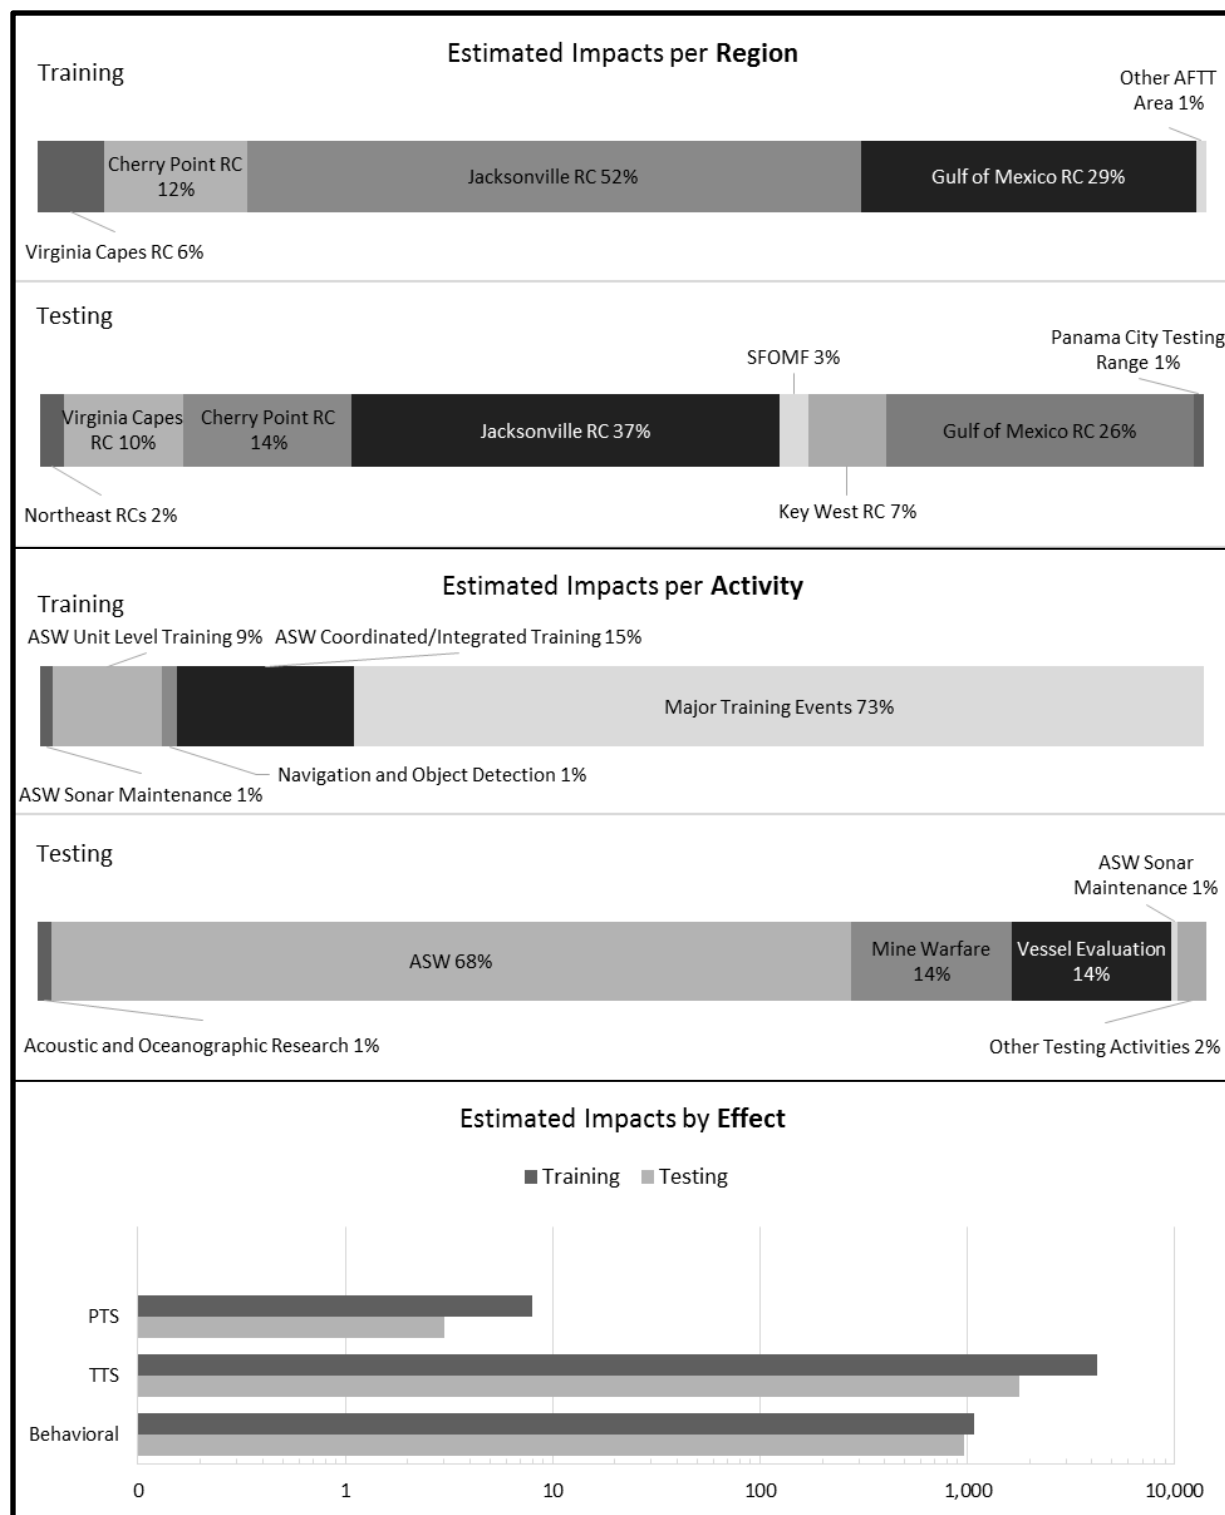 Estimated Impacts per Region
Training
Other AFTT
Area 1%
Cherry Point RC
12%
Jacksonville RC 52%
Gulf of Mexico RC 29%
Virginia Capes RC 6%
Testing
SFOMF 3%
Panama City Testing
Range 1%
Virginia Capes
RC 10%
Cherry Point RC
14%
Jacksonville RC 37%
Gulf of Mexico RC 26%
Northeast RCs 2%
Key West RC 7%
Estimated Impacts per Activity
Training
ASW Unit Level Training 9%
ASW Coordinated/Integrated Training 15%
Major Training Events 73%
Navigation and Object Detection 1%
ASW Sonar Maintenance 1%
Testing
ASW Sonar
Maintenance 1%
ASW 68%
Mine Warfare
14%
Vessel Evaluation
14%
Acoustic and Oceanographic Research 1%
Other Testing Activities 2%
Estimated Impacts by Effect
Training
Testing
PTS
TTS
Behavioral
0
1
10
100
1,000
10,000